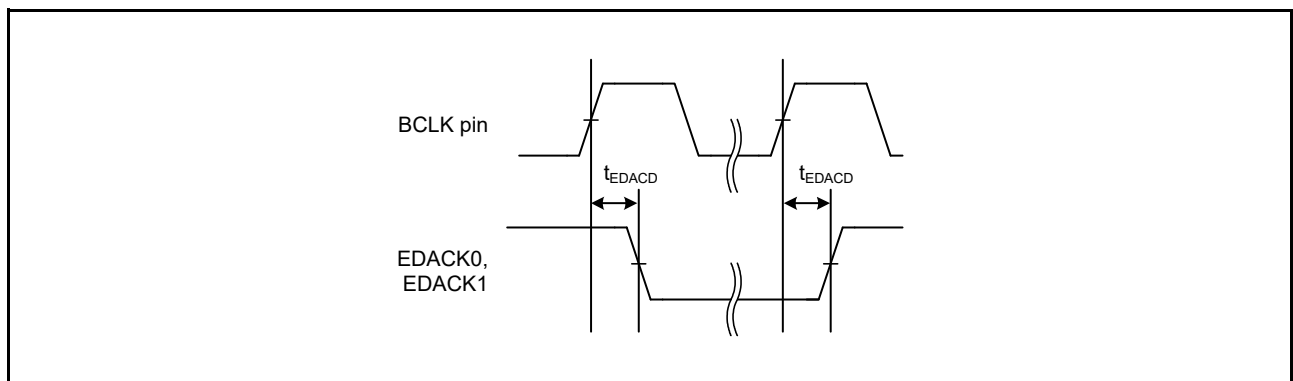 BCLK pin
tEDACD
tEDACD
EDACK0,
EDACK1